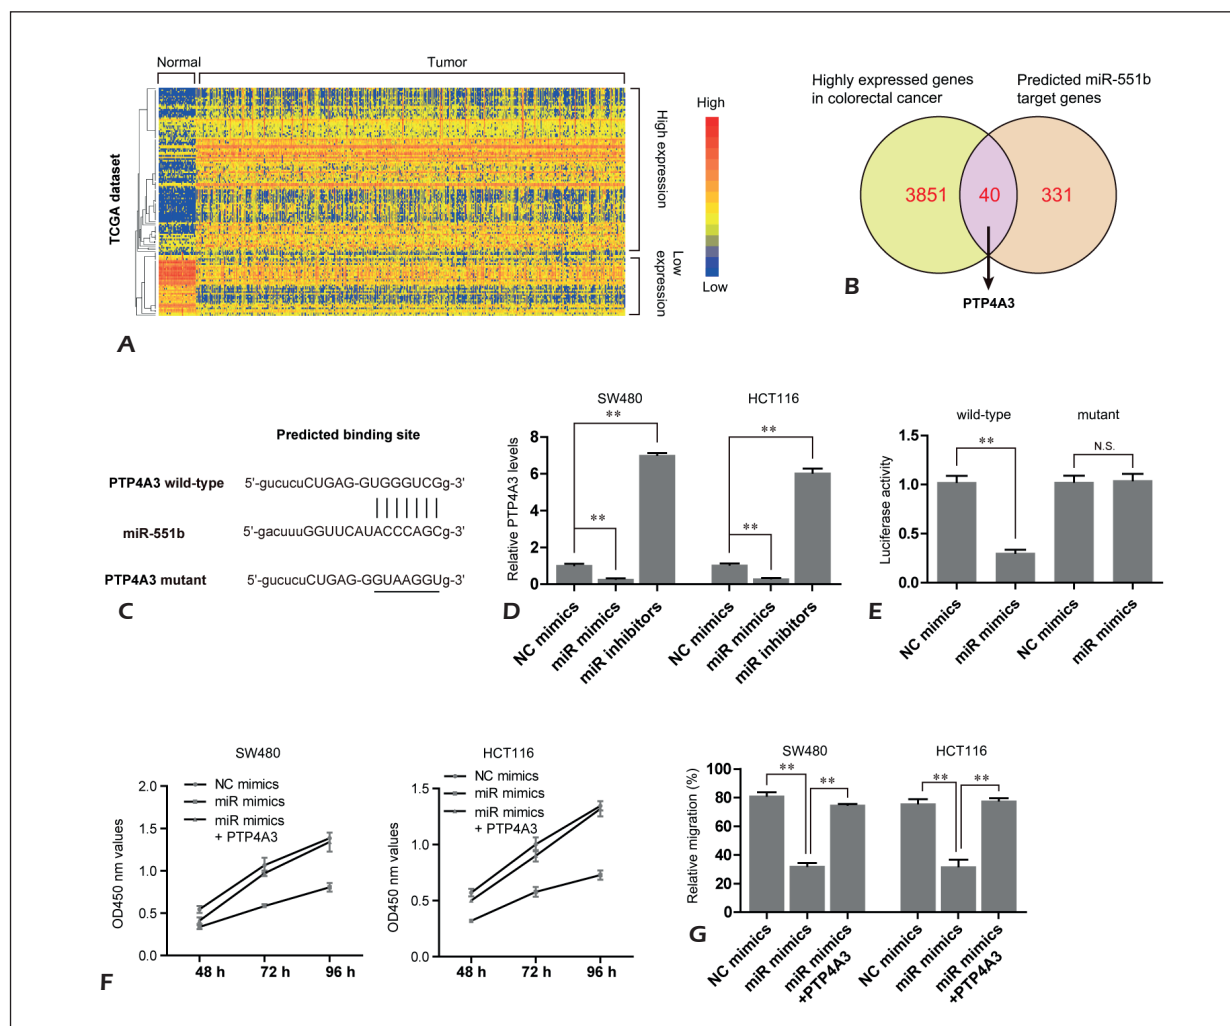 Normal
Tumor
TCGA dataset
High expression
Low
expression
High
Low
A
Highly expressed genes
in colorectal cancer
Predicted miR-551b
target genes
3851
40
331
PTP4A3
B
Predicted binding site
PTP4A3 wild-type
5'-gucucuCUGAG-GUGGGUCGg-3'
miR-551b
5'-gacuuuGGUUCAUACCCAGCg-3'
PTP4A3 mutant
5'-gucucuCUGAG-GGUAAGGUg-3'
C
SW480
HCT116
**
**
**
**
Relative PTP4A3 levels
8
6
4
2
0
NC mimics
miR mimics
miR inhibitors
NC mimics
miR mimics
miR inhibitors
D
wild-type
mutant
**
N.S.
Luciferase activity
1.5
1.0
0.5
0.0
NC mimics
miR mimics
NC mimics
miR mimics
E
SW480
NC mimics
miR mimics
miR mimics
+ PTP4A3
OD450 nm values
2.0
1.5
1.0
0.5
0.0
48 h
72 h
96 h
HCT116
NC mimics
miR mimics
miR mimics
+ PTP4A3
OD450 nm values
1.5
1.0
0.5
0.0
48 h
72 h
96 h
F
SW480
HCT116
**
**
**
**
Relative migration (%)
100
80
60
40
20
0
NC mimics
miR mimics
miR mimics
+PTP4A3
NC mimics
miR mimics
miR mimics
+PTP4A3
G